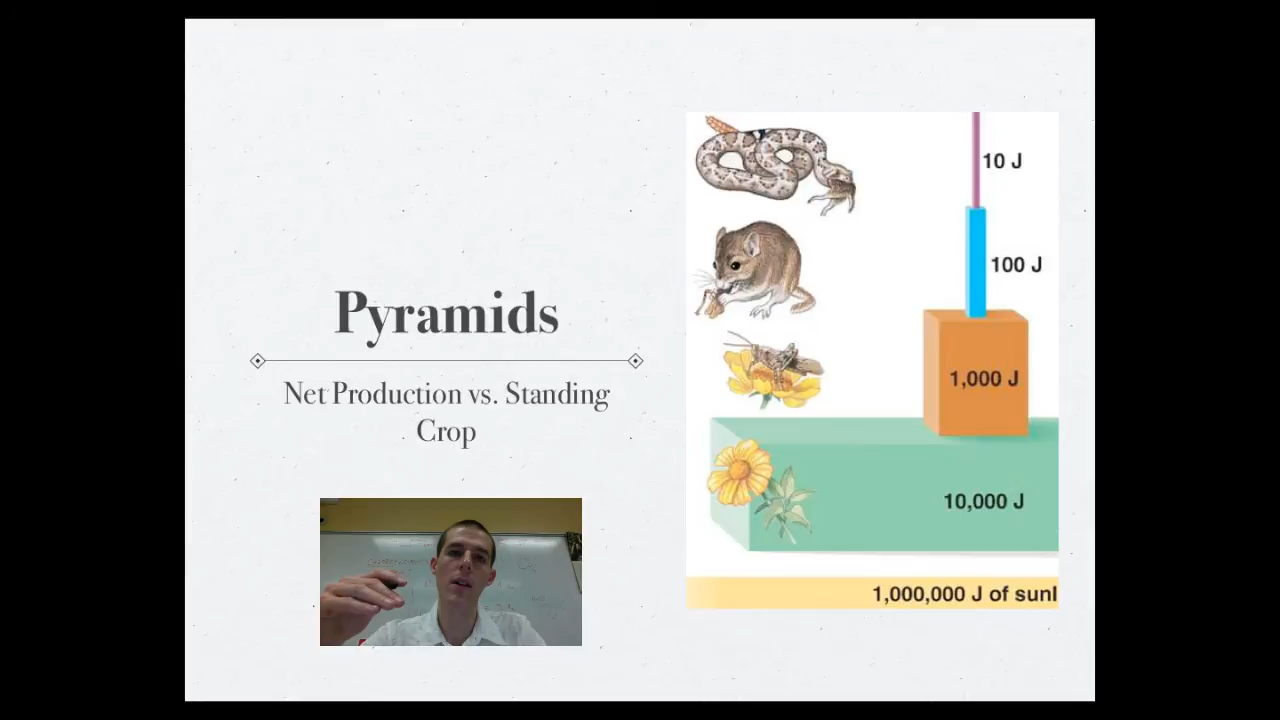 Pyramids
Net Production vs. Standing
Crop
10 J
100 J
1,000 J
10,000 J
1,000,000 J of sunl